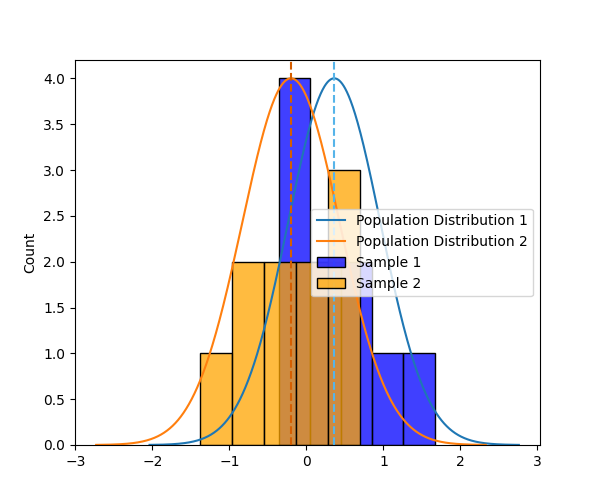 4.0
3.5
3.0
2.5
2.0
1.5
1.0
0.5
0.0
Count
Population Distribution 1
Population Distribution 2
Sample 1
Sample 2
−3 −2 −1 0 1 2 3